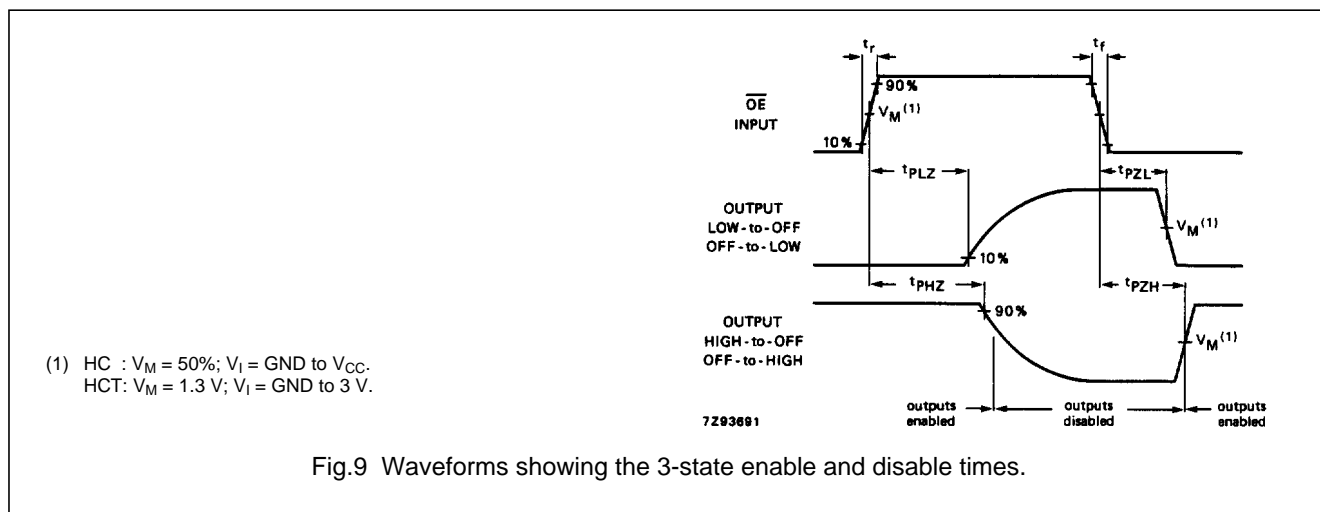 tr
tf
90%
OE
INPUT
VM(1)
10%
tPLZ
tPZL
OUTPUT
LOW-to-OFF
OFF-to-LOW
VM(1)
10%
tPHZ
tPZH
90%
OUTPUT
HIGH-to-OFF
OFF-to-HIGH
VM(1)
(1) HC : VM = 50%; VI = GND to VCC.
HCT: VM = 1.3 V; VI = GND to 3 V.
outputs enabled
outputs disabled
outputs enabled
7Z93691
Fig.9 Waveforms showing the 3-state enable and disable times.